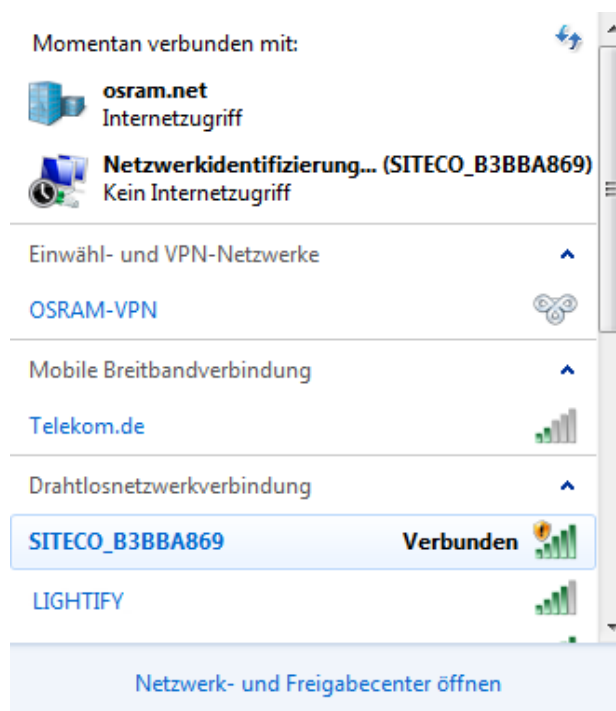 Momentan verbunden mit:
osram.net
Internetzugriff
Netzwerkidentifizierung... (SITECO_B3BBA869)
Kein Internetzugriff
Einwähl- und VPN-Netzwerke
OSRAM-VPN
Mobile Breitbandverbindung
Telekom.de
Drahtlosnetzwerkverbindung
SITECO_B3BBA869 Verbunden
LIGHTIFY
Netzwerk- und Freigabecenter öffnen